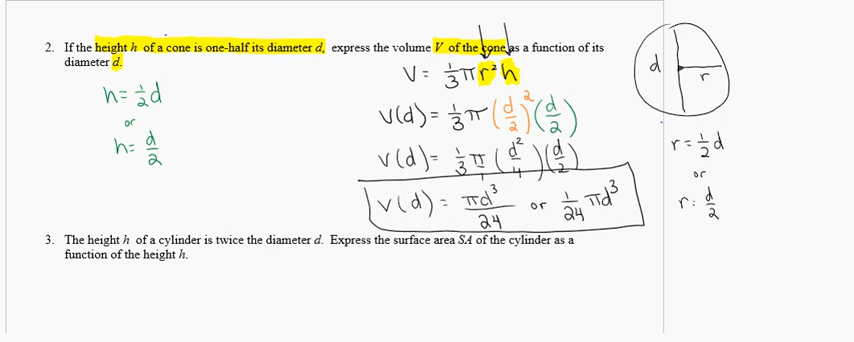 2. If the height h of a cone is one-half its diameter d, express the volume V of the cone as a function of its
diameter d.
V = 1/3 πr²h
h = 1/2 d
or
h = d/2
V(d) = 1/3 π (d/2)² (d/2)
V(d) = 1/3 π (d²/4)(d/2)
V(d) = πd³/24 or 1/24 πd³
d r
r = 1/2 d
or
r = d/2
3. The height h of a cylinder is twice the diameter d. Express the surface area SA of the cylinder as a
function of the height h.